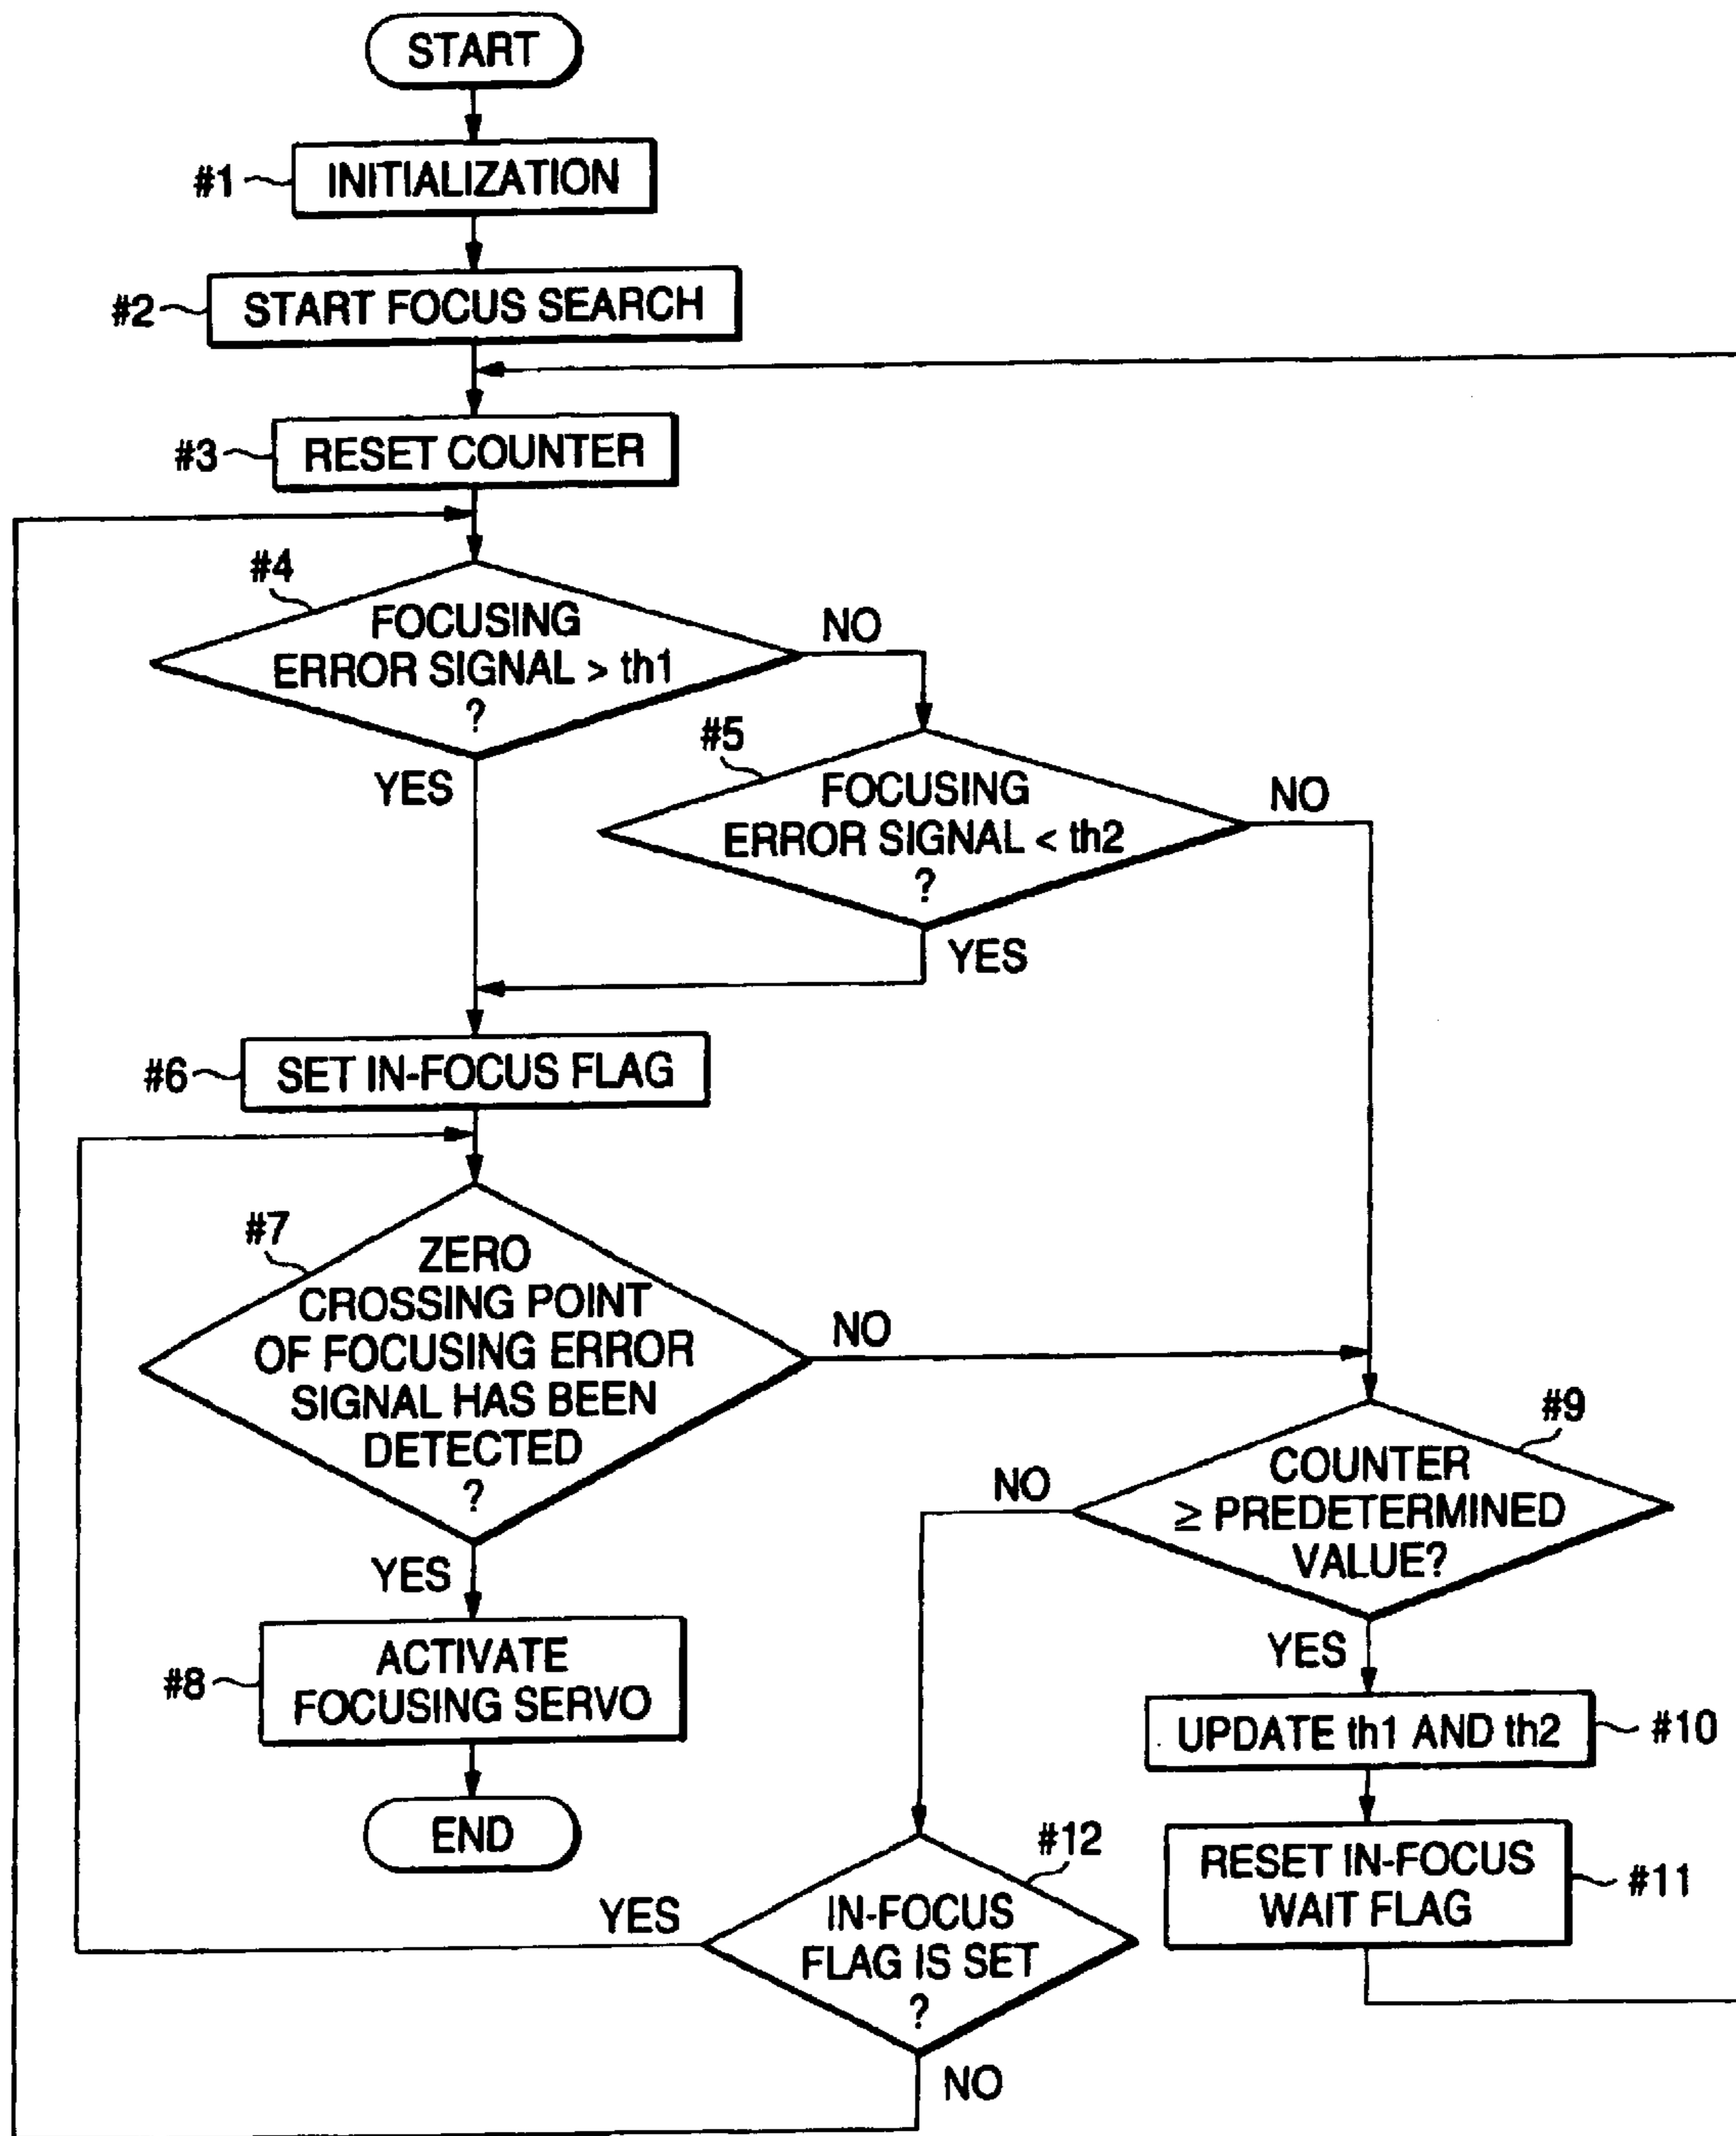 START
#1
INITIALIZATION
#2
START FOCUS SEARCH
#3
RESET COUNTER
#4
FOCUSING
ERROR SIGNAL > th1
?
NO
YES
#5
FOCUSING
ERROR SIGNAL < th2
?
NO
YES
#6
SET IN-FOCUS FLAG
#7
ZERO
CROSSING POINT
OF FOCUSING ERROR
SIGNAL HAS BEEN
DETECTED
?
NO
YES
#8
ACTIVATE
FOCUSING SERVO
END
#9
COUNTER
≥ PREDETERMINED
VALUE?
NO
YES
UPDATE th1 AND th2
#10
RESET IN-FOCUS
WAIT FLAG
#11
#12
IN-FOCUS
FLAG IS SET
?
YES
NO